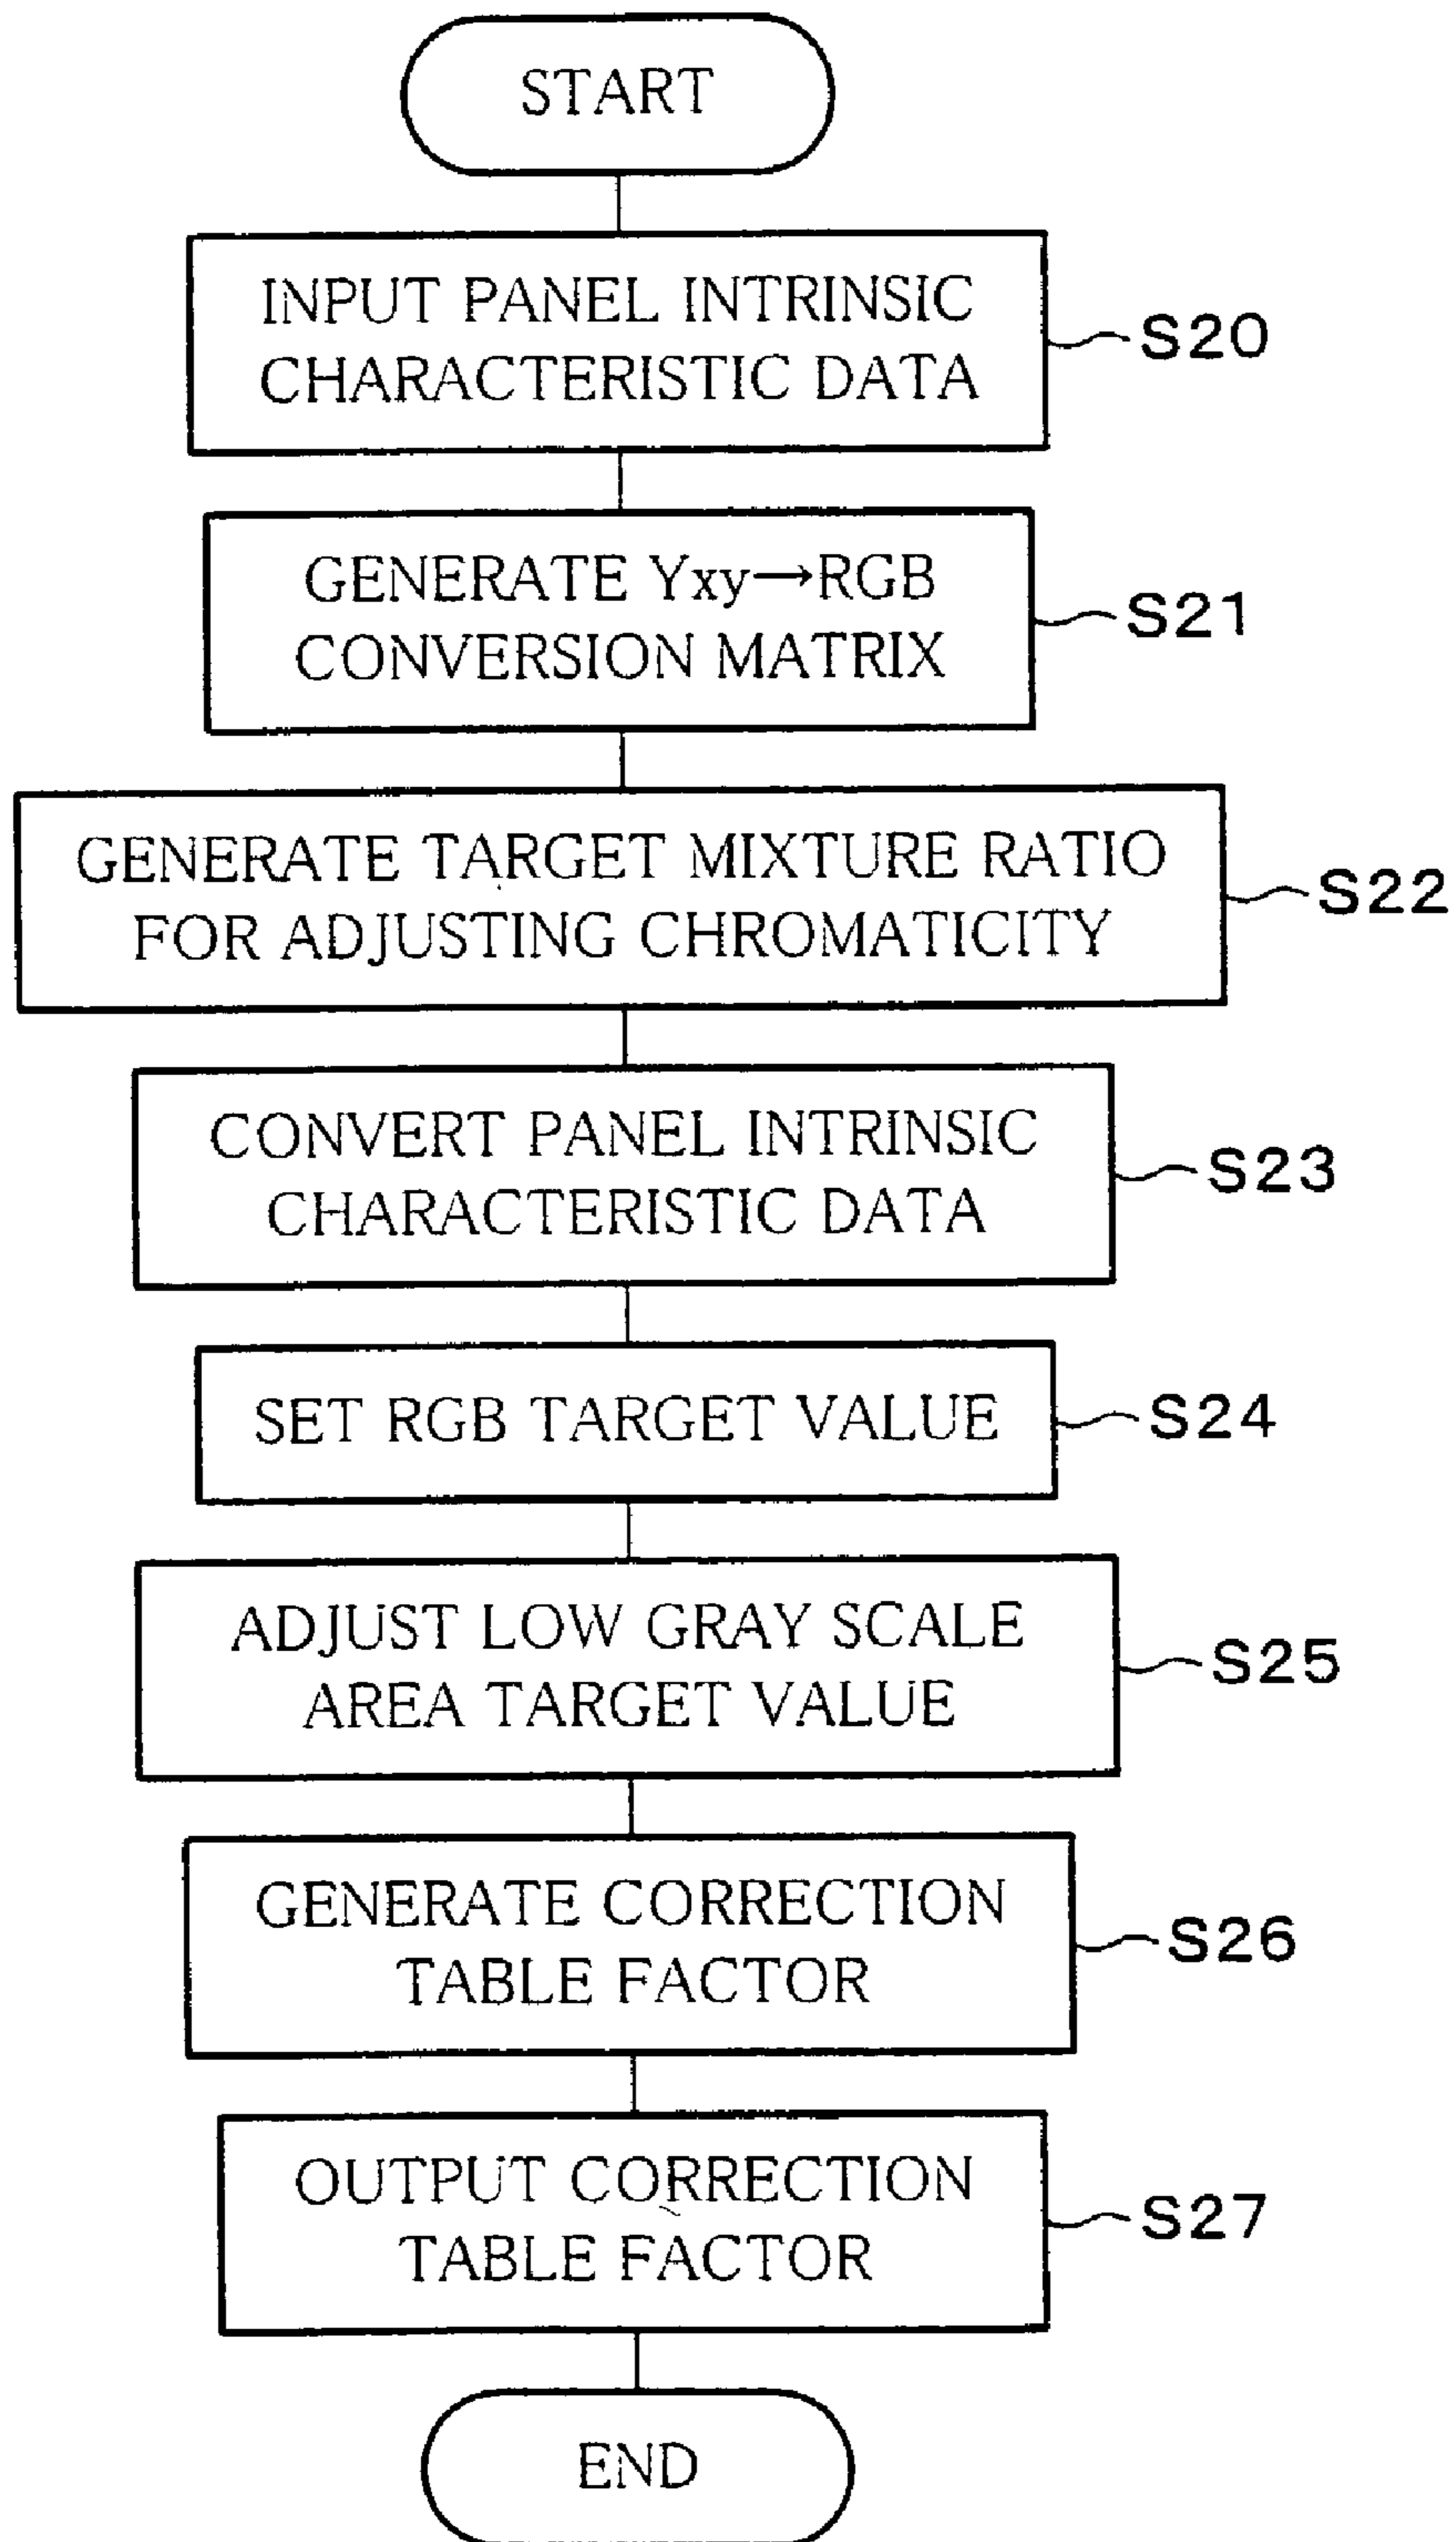 START
INPUT PANEL INTRINSIC
CHARACTERISTIC DATA
S20
GENERATE Yxy→RGB
CONVERSION MATRIX
S21
GENERATE TARGET MIXTURE RATIO
FOR ADJUSTING CHROMATICITY
S22
CONVERT PANEL INTRINSIC
CHARACTERISTIC DATA
S23
SET RGB TARGET VALUE
S24
ADJUST LOW GRAY SCALE
AREA TARGET VALUE
S25
GENERATE CORRECTION
TABLE FACTOR
S26
OUTPUT CORRECTION
TABLE FACTOR
S27
END